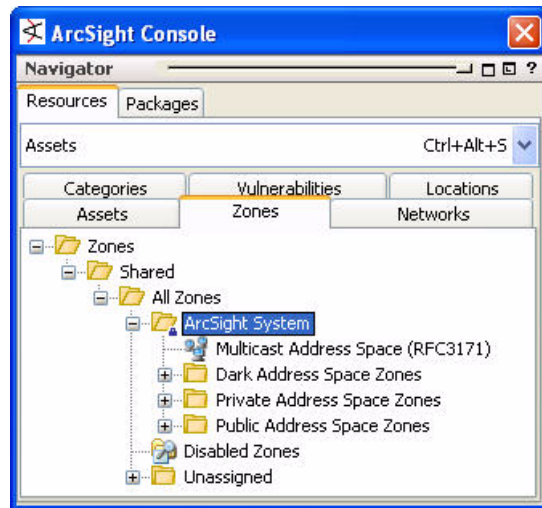 ArcSight Console
Navigator ?
Resources Packages
Assets Ctrl+Alt+S
Categories Vulnerabilities Locations
Assets Zones Networks
Zones
Shared
All Zones
ArcSight System
Multicast Address Space (RFC3171)
Dark Address Space Zones
Private Address Space Zones
Public Address Space Zones
Disabled Zones
Unassigned